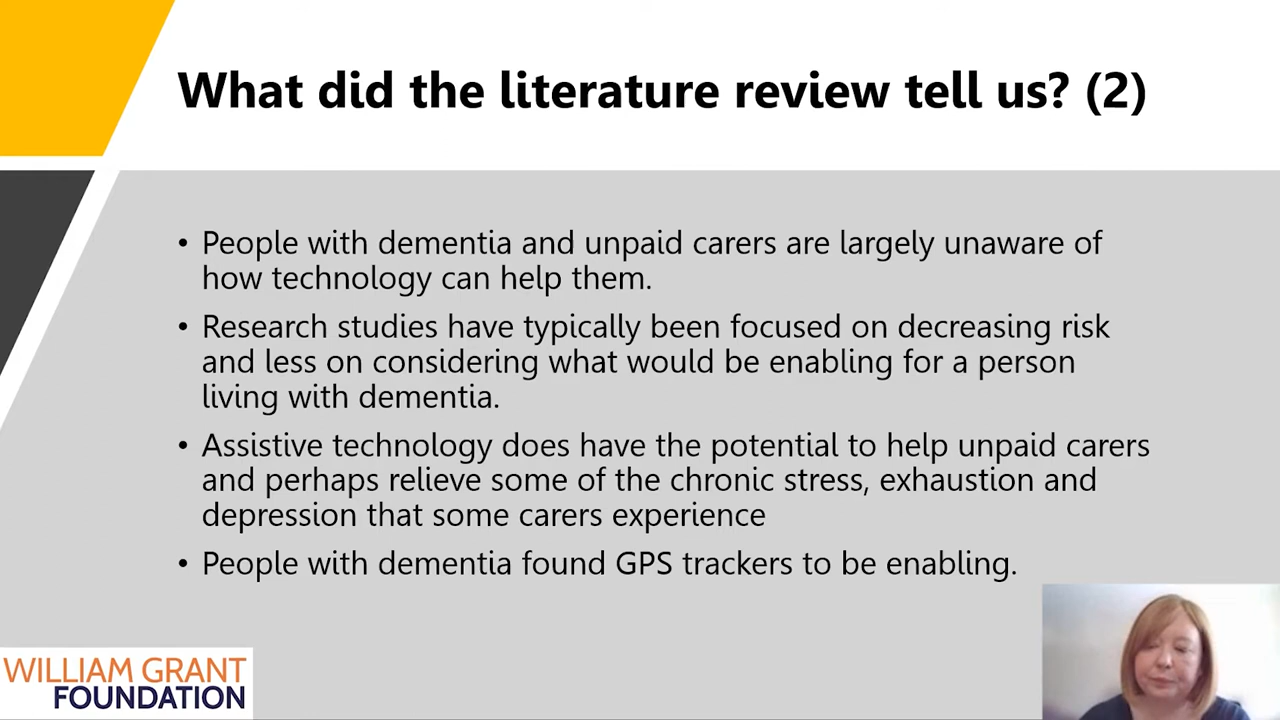 What did the literature review tell us? (2)
• People with dementia and unpaid carers are largely unaware of
how technology can help them.
• Research studies have typically been focused on decreasing risk
and less on considering what would be enabling for a person
living with dementia.
• Assistive technology does have the potential to help unpaid carers
and perhaps relieve some of the chronic stress, exhaustion and
depression that some carers experience
• People with dementia found GPS trackers to be enabling.
WILLIAM GRANT
FOUNDATION